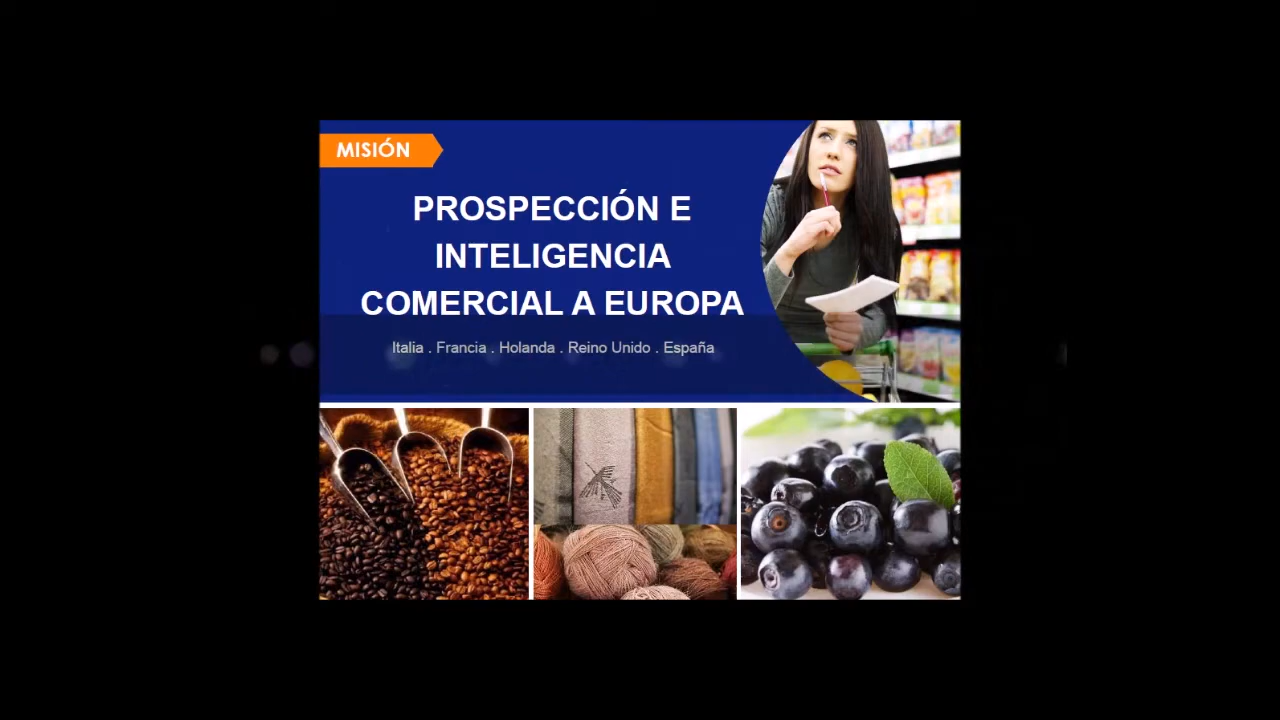 MISIÓN
PROSPECCIÓN E
INTELIGENCIA
COMERCIAL A EUROPA
Italia . Francia . Holanda . Reino Unido . España